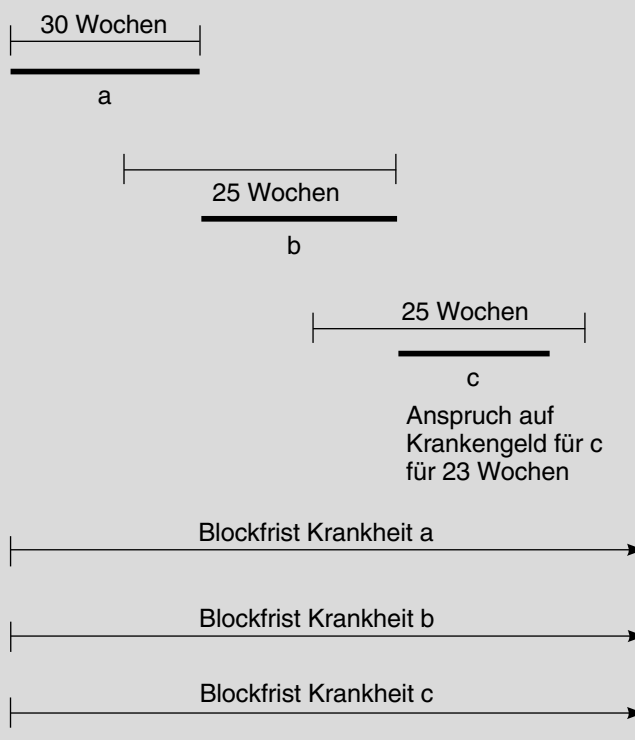 30 Wochen
a
25 Wochen
b
25 Wochen
c
Anspruch auf
Krankengeld für c
für 23 Wochen
Blockfrist Krankheit a
Blockfrist Krankheit b
Blockfrist Krankheit c